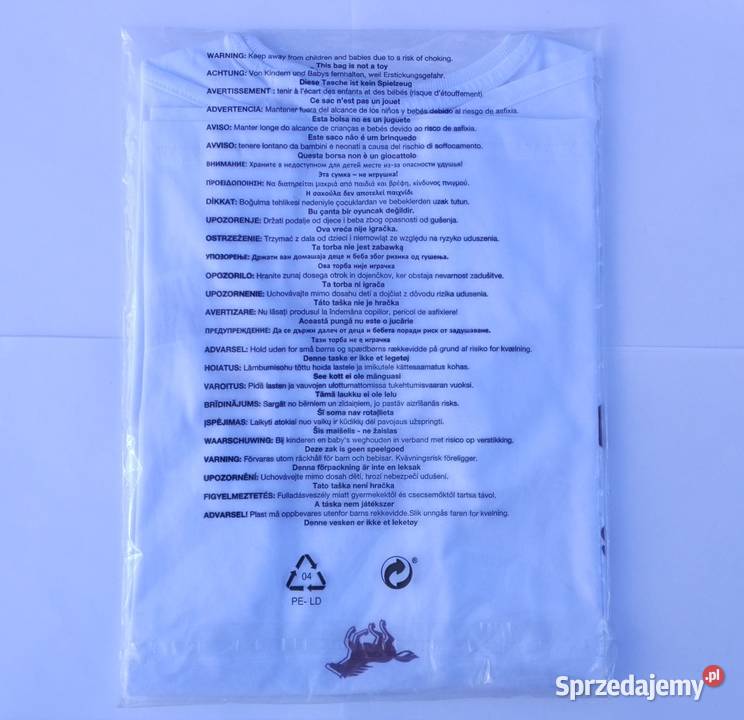 WARNING: Keep away from children and babies due to a risk of choking.
This bag is not a toy
ACHTUNG: Von Kindern und Babys fernhalten, weil Erstickungsgefahr.
Diese Tasche ist kein Spielzeug
AVERTISSEMENT : tenir à l'écart des enfants et des bébés (risque d'étouffement)
Ce sac n'est pas un jouet
ADVERTENCIA: Mantener fuera del alcance de los niños y bebés debido al riesgo de asfixia.
Esta bolsa no es un juguete
AVISO: Manter longe do alcance de crianças e bebés devido ao risco de asfixia.
Este saco não é um brinquedo
AVVISO: tenere lontano da bambini e neonati a causa del rischio di soffocamento.
Questa borsa non è un giocattolo
ВНИМАНИЕ: Храните в недоступном для детей месте из-за опасности удушья!
Эта сумка – не игрушка!
ΠΡΟΕΙΔΟΠΟΙΗΣΗ: Να διατηρείται μακριά από παιδιά και βρέφη, κίνδυνος πνιγμού.
Η σακούλα δεν αποτελεί παιχνίδι
DİKKAT: Boğulma tehlikesi nedeniyle çocuklardan ve bebeklerden uzak tutun.
Bu çanta bir oyuncak değildir.
UPOZORENJE: Držati podalje od djece i beba zbog opasnosti od gušenja.
Ova vreća nije igračka.
OSTRZEŻENIE: Trzymać z dala od dzieci i niemowląt ze względu na ryzyko uduszenia.
Ta torba nie jest zabawką
УПОЗОРЕЊЕ: Држати ван домашаја деце и беба због ризика од гушења.
Ова торба није играчка
OPOZORILO: Hranite zunaj dosega otrok in dojenčkov, ker obstaja nevarnost zadušitve.
Ta torba ni igrača
UPOZORNENIE: Uchovávajte mimo dosahu detí a dojčiat z dôvodu rizika udusenia.
Táto taška nie je hračka
AVERTIZARE: Nu lăsați produsul la îndemâna copiilor, pericol de asfixiere!
Această pungă nu este o jucărie
ПРЕДУПРЕЖДЕНИЕ: Да се държи далеч от деца и бебета поради риск от задушаване.
Тази торба не е играчка
ADVARSEL: Hold uden for små børns og spædbørns rækkevidde på grund af risiko for kvælning.
Denne taske er ikke et legetøj
HOIATUS: Lämbumisohu tõttu hoida lastele ja imikutele kättesaamatus kohas.
See kott ei ole mänguasi
VAROITUS: Pidä lasten ja vauvojen ulottumattomissa tukehtumisvaaran vuoksi.
Tämä laukku ei ole lelu
BRĪDINĀJUMS: Sargāt no bērniem un zīdaiņiem, jo pastāv aizrīšanās risks.
Šī soma nav rotaļlieta
ĮSPĖJIMAS: Laikyti atokiai nuo vaikų ir kūdikių dėl pavojaus užspringti.
Šis maišelis - ne žaislas
WAARSCHUWING: Bij kinderen en baby's weghouden in verband met risico op verstikking.
Deze zak is geen speelgoed
VARNING: Förvaras utom räckhåll för barn och bebisar. Kvävningsrisk föreligger.
Denna förpackning är inte en leksak
UPOZORNĚNÍ: Uchovávejte mimo dosah dětí, hrozí nebezpečí udušení.
Tato taška není hračka
FIGYELMEZTETÉS: Fulladásveszély miatt gyermekektől és csecsemőktől tartsa távol.
A táska nem játékszer
ADVARSEL! Plast må oppbevares utenfor barns rekkevidde.Slik unngås faren for kvelning.
Denne vesken er ikke et leketøy
04
PE- LD
®
Sprzedajemy.pl